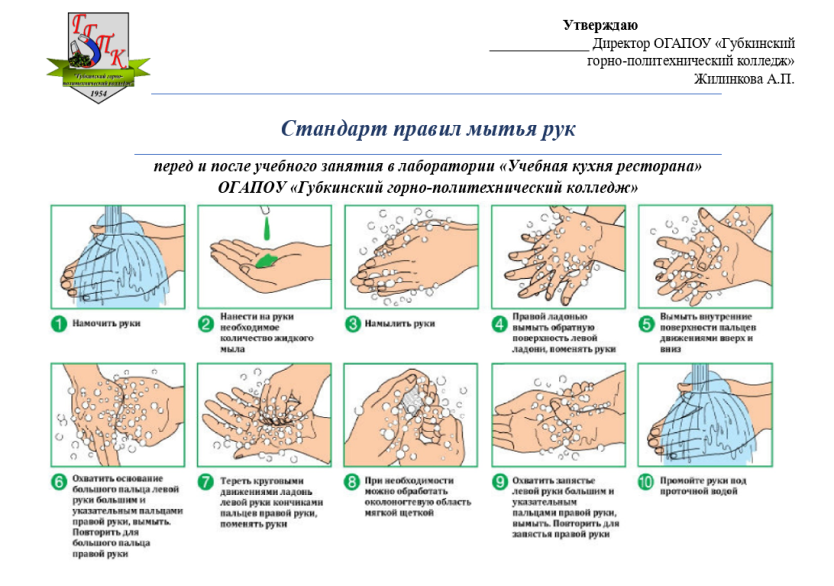 ГГПК
"Губкинский горно-
политехнический колледж"
1954
Утверждаю
______________ Директор ОГАПОУ «Губкинский
горно-политехнический колледж»
Жилинкова А.П.
Стандарт правил мытья рук
перед и после учебного занятия в лаборатории «Учебная кухня ресторана»
ОГАПОУ «Губкинский горно-политехнический колледж»
1 Намочить руки
2 Нанести на руки
необходимое
количество жидкого
мыла
3 Намылить руки
4 Правой ладонью
вымыть обратную
поверхность левой
ладони, поменять руки
5 Вымыть внутренние
поверхности пальцев
движениями вверх и
вниз
6 Охватить основание
большого пальца левой
руки большим и
указательным пальцами
правой руки, вымыть.
Повторить для
большого пальца
правой руки
7 Тереть круговыми
движениями ладонь
левой руки кончиками
пальцев правой руки,
поменять руки
8 При необходимости
можно обработать
околоногтевую область
мягкой щеткой
9 Охватить запястье
левой руки большим и
указательным
пальцами правой руки,
вымыть. Повторить для
запястья правой руки
10 Промойте руки под
проточной водой